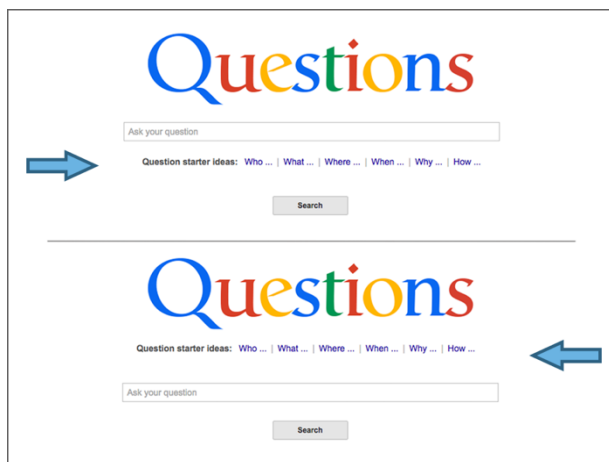 Questions
Ask your question
Question starter ideas: Who ... | What ... | Where ... | When ... | Why ... | How ...
Search
Questions
Question starter ideas: Who ... | What ... | Where ... | When ... | Why ... | How ...
Ask your question
Search